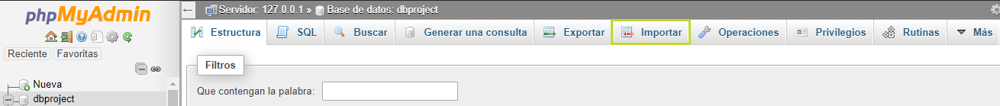 phpMyAdmin
Reciente Favoritas
Nueva
dbproject
Servidor: 127.0.0.1 » Base de datos: dbproject
Estructura SQL Buscar Generar una consulta Exportar Importar Operaciones Privilegios Rutinas Más
Filtros
Que contengan la palabra: